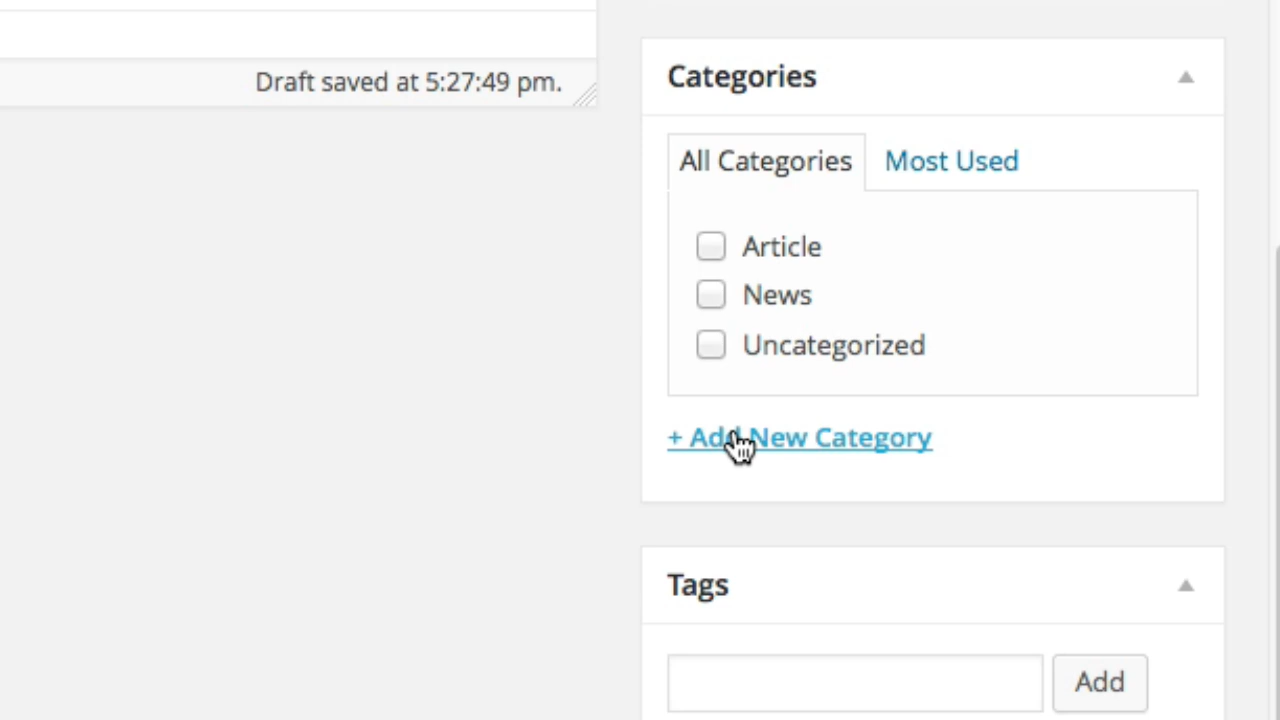 Draft saved at 5:27:49 pm.
Categories
All Categories Most Used
Article
News
Uncategorized
+ Add New Category
Tags
Add